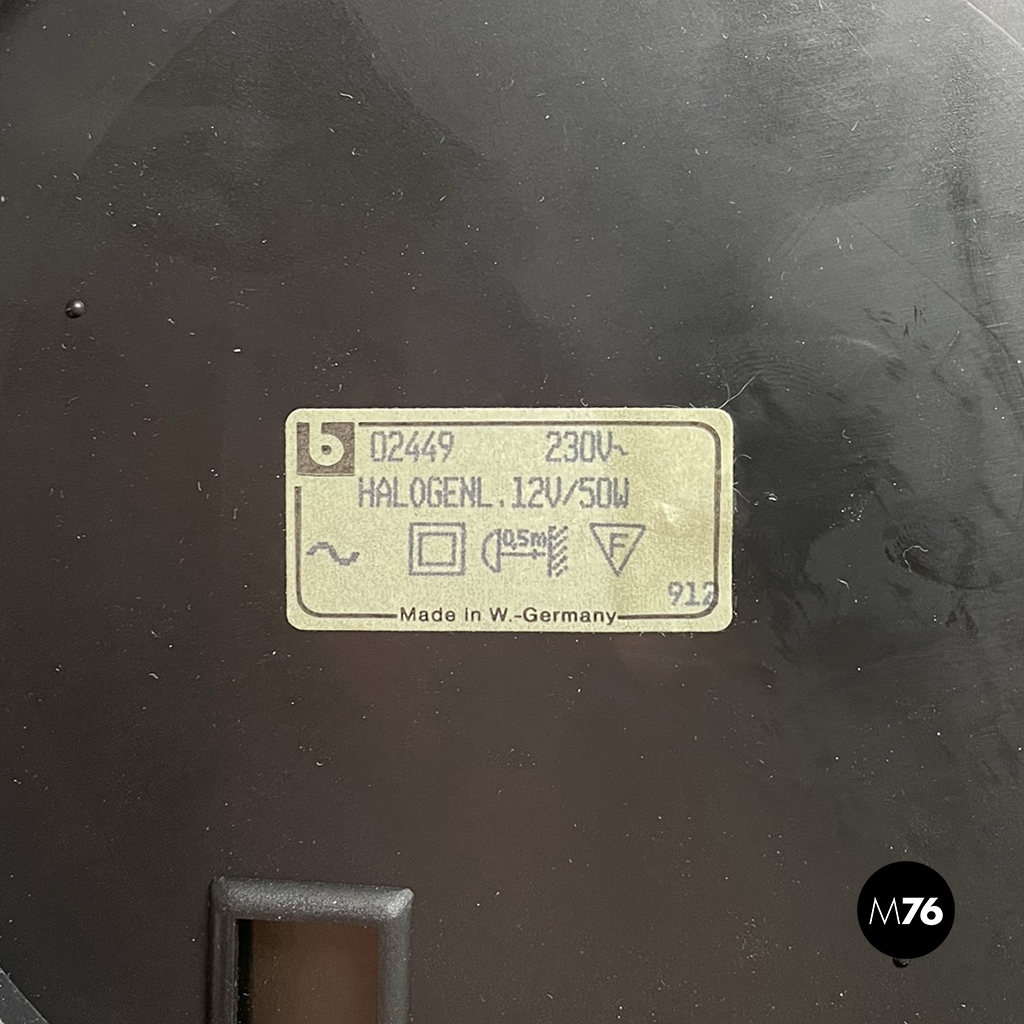 b 02449 230V~
HALOGENL.12V/50W
0,5m F
912
Made in W.-Germany
M76